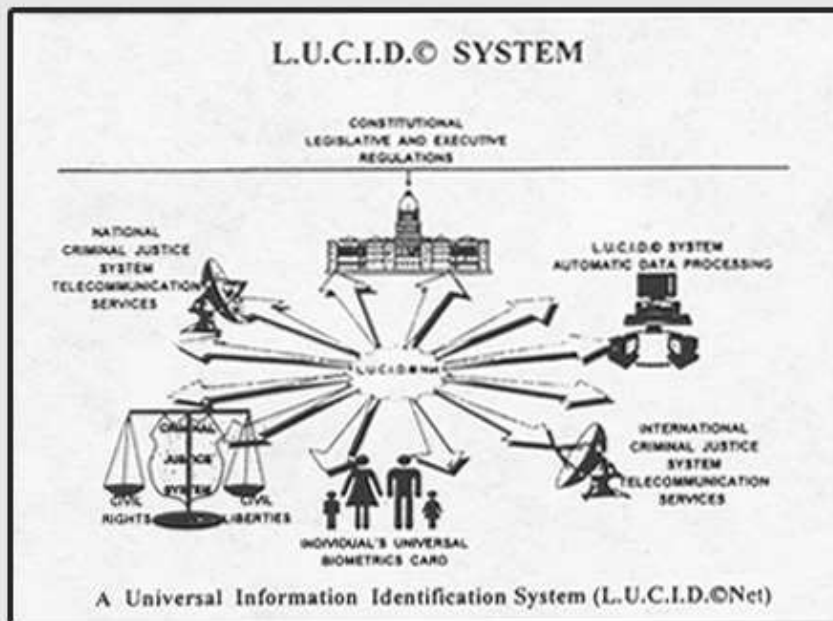 L.U.C.I.D.© SYSTEM
CONSTITUTIONAL
LEGISLATIVE AND EXECUTIVE
REGULATIONS
NATIONAL
CRIMINAL JUSTICE
SYSTEM
TELECOMMUNICATION
SERVICES
L.U.C.I.D.© SYSTEM
AUTOMATIC DATA PROCESSING
L.U.C.I.D.©Net
CRIMINAL
JUSTICE
SYSTEM
CIVIL
RIGHTS
CIVIL
LIBERTIES
INTERNATIONAL
CRIMINAL JUSTICE
SYSTEM
TELECOMMUNICATION
SERVICES
INDIVIDUAL'S UNIVERSAL
BIOMETRICS CARD
A Universal Information Identification System (L.U.C.I.D.©Net)